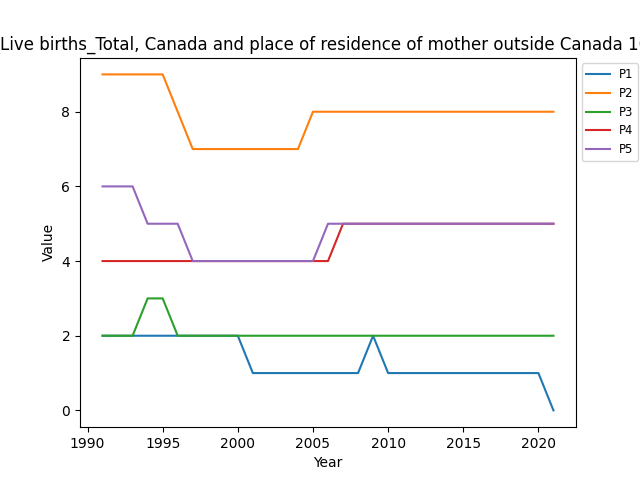 Live births_Total, Canada and place of residence of mother outside Canada
P1
P2
P3
P4
P5
8
6
4
2
0
Value
1990
1995
2000
2005
2010
2015
2020
Year